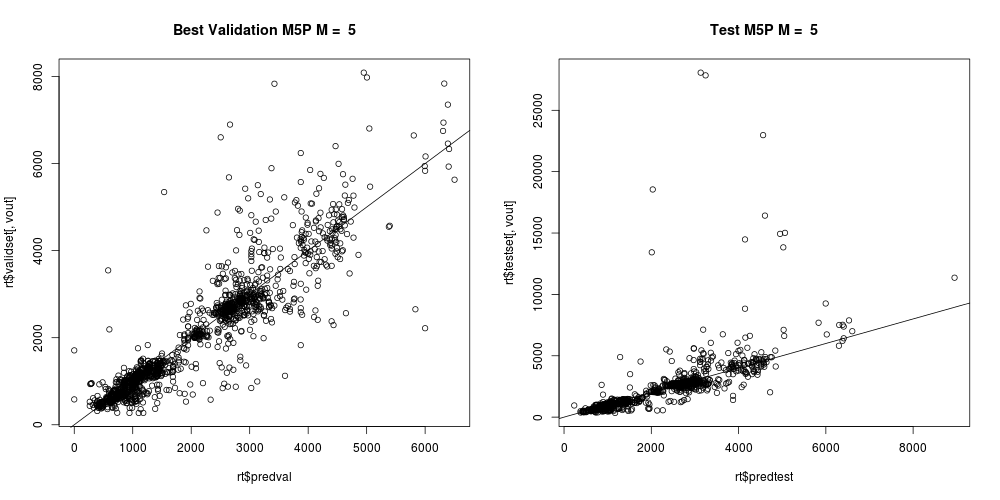 Best Validation M5P M = 5
rt$validset[, vout]
8000
6000
4000
2000
0
0 1000 2000 3000 4000 5000 6000
rt$predval
Test M5P M = 5
rt$testset[, vout]
25000
20000
15000
10000
5000
0
0 2000 4000 6000 8000
rt$predtest